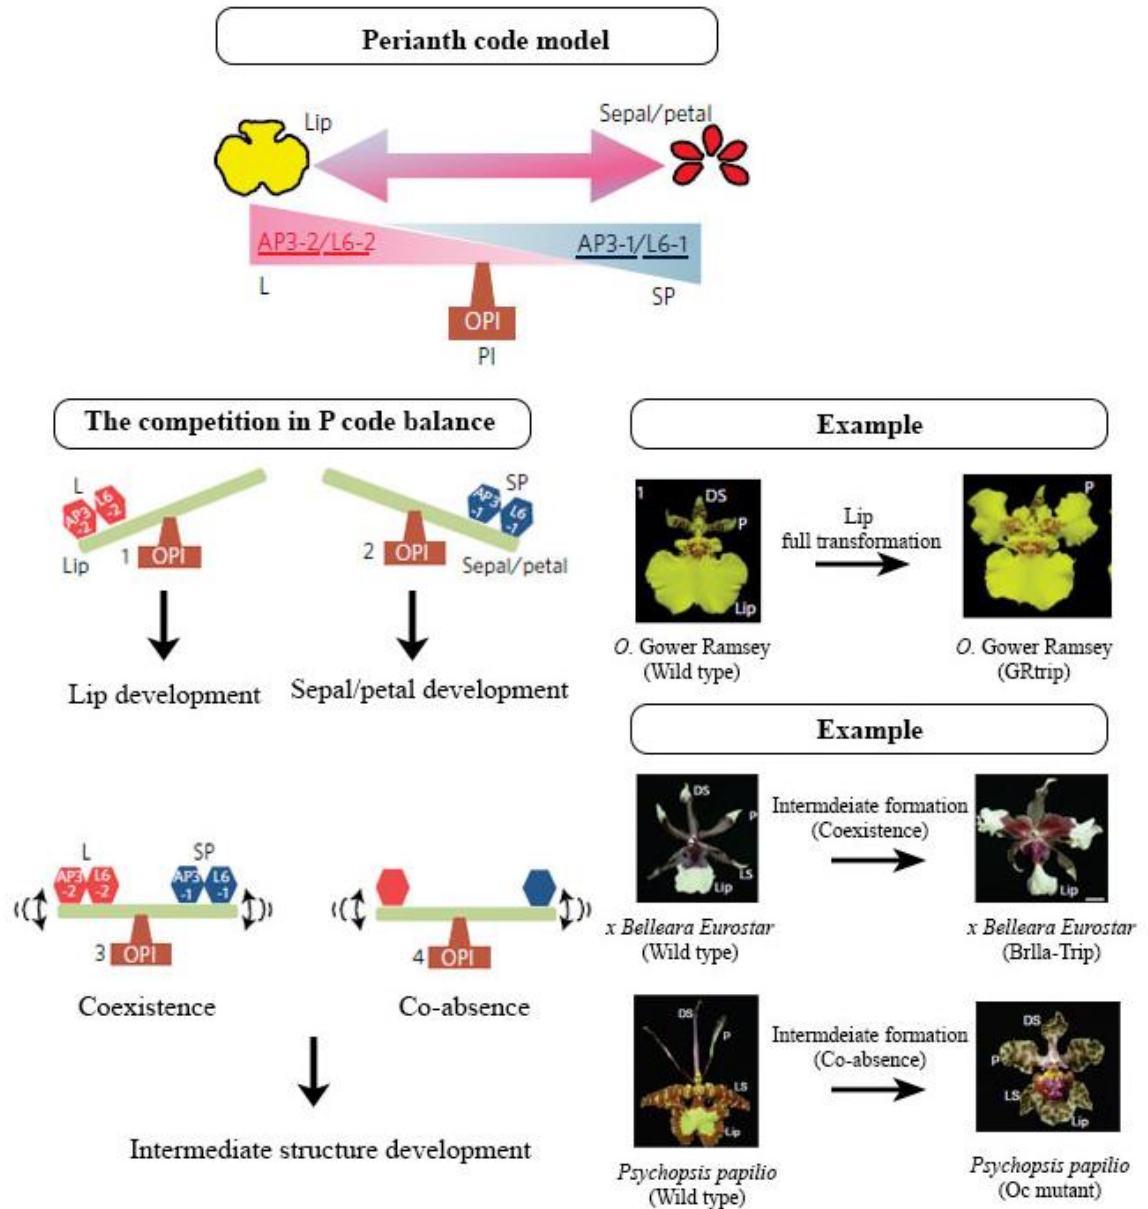 Perianth code model
Lip
Sepal/petal
AP3-2/L6-2
AP3-1/L6-1
L
SP
OPI
PI
The competition in P code balance
L
AP3 -2
L6 -2
Lip
1
OPI
SP
AP3 -1
L6 -1
2
OPI
Sepal/petal
Lip development
Sepal/petal development
L
AP3 -2
L6 -2
SP
AP3 -1
L6 -1
3
OPI
4
OPI
Coexistence
Co-absence
Intermediate structure development
Example
1
DS
P
Lip
Lip
full transformation
P
O. Gower Ramsey
(Wild type)
O. Gower Ramsey
(GRtrip)
Example
DS
P
LS
Lip
Intermdeiate formation
(Coexistence)
Lip
x Belleara Eurostar
(Wild type)
x Belleara Eurostar
(Brlla-Trip)
DS
P
LS
Lip
Intermdeiate formation
(Co-absence)
DS
P
LS
Lip
Psychopsis papilio
(Wild type)
Psychopsis papilio
(Oc mutant)